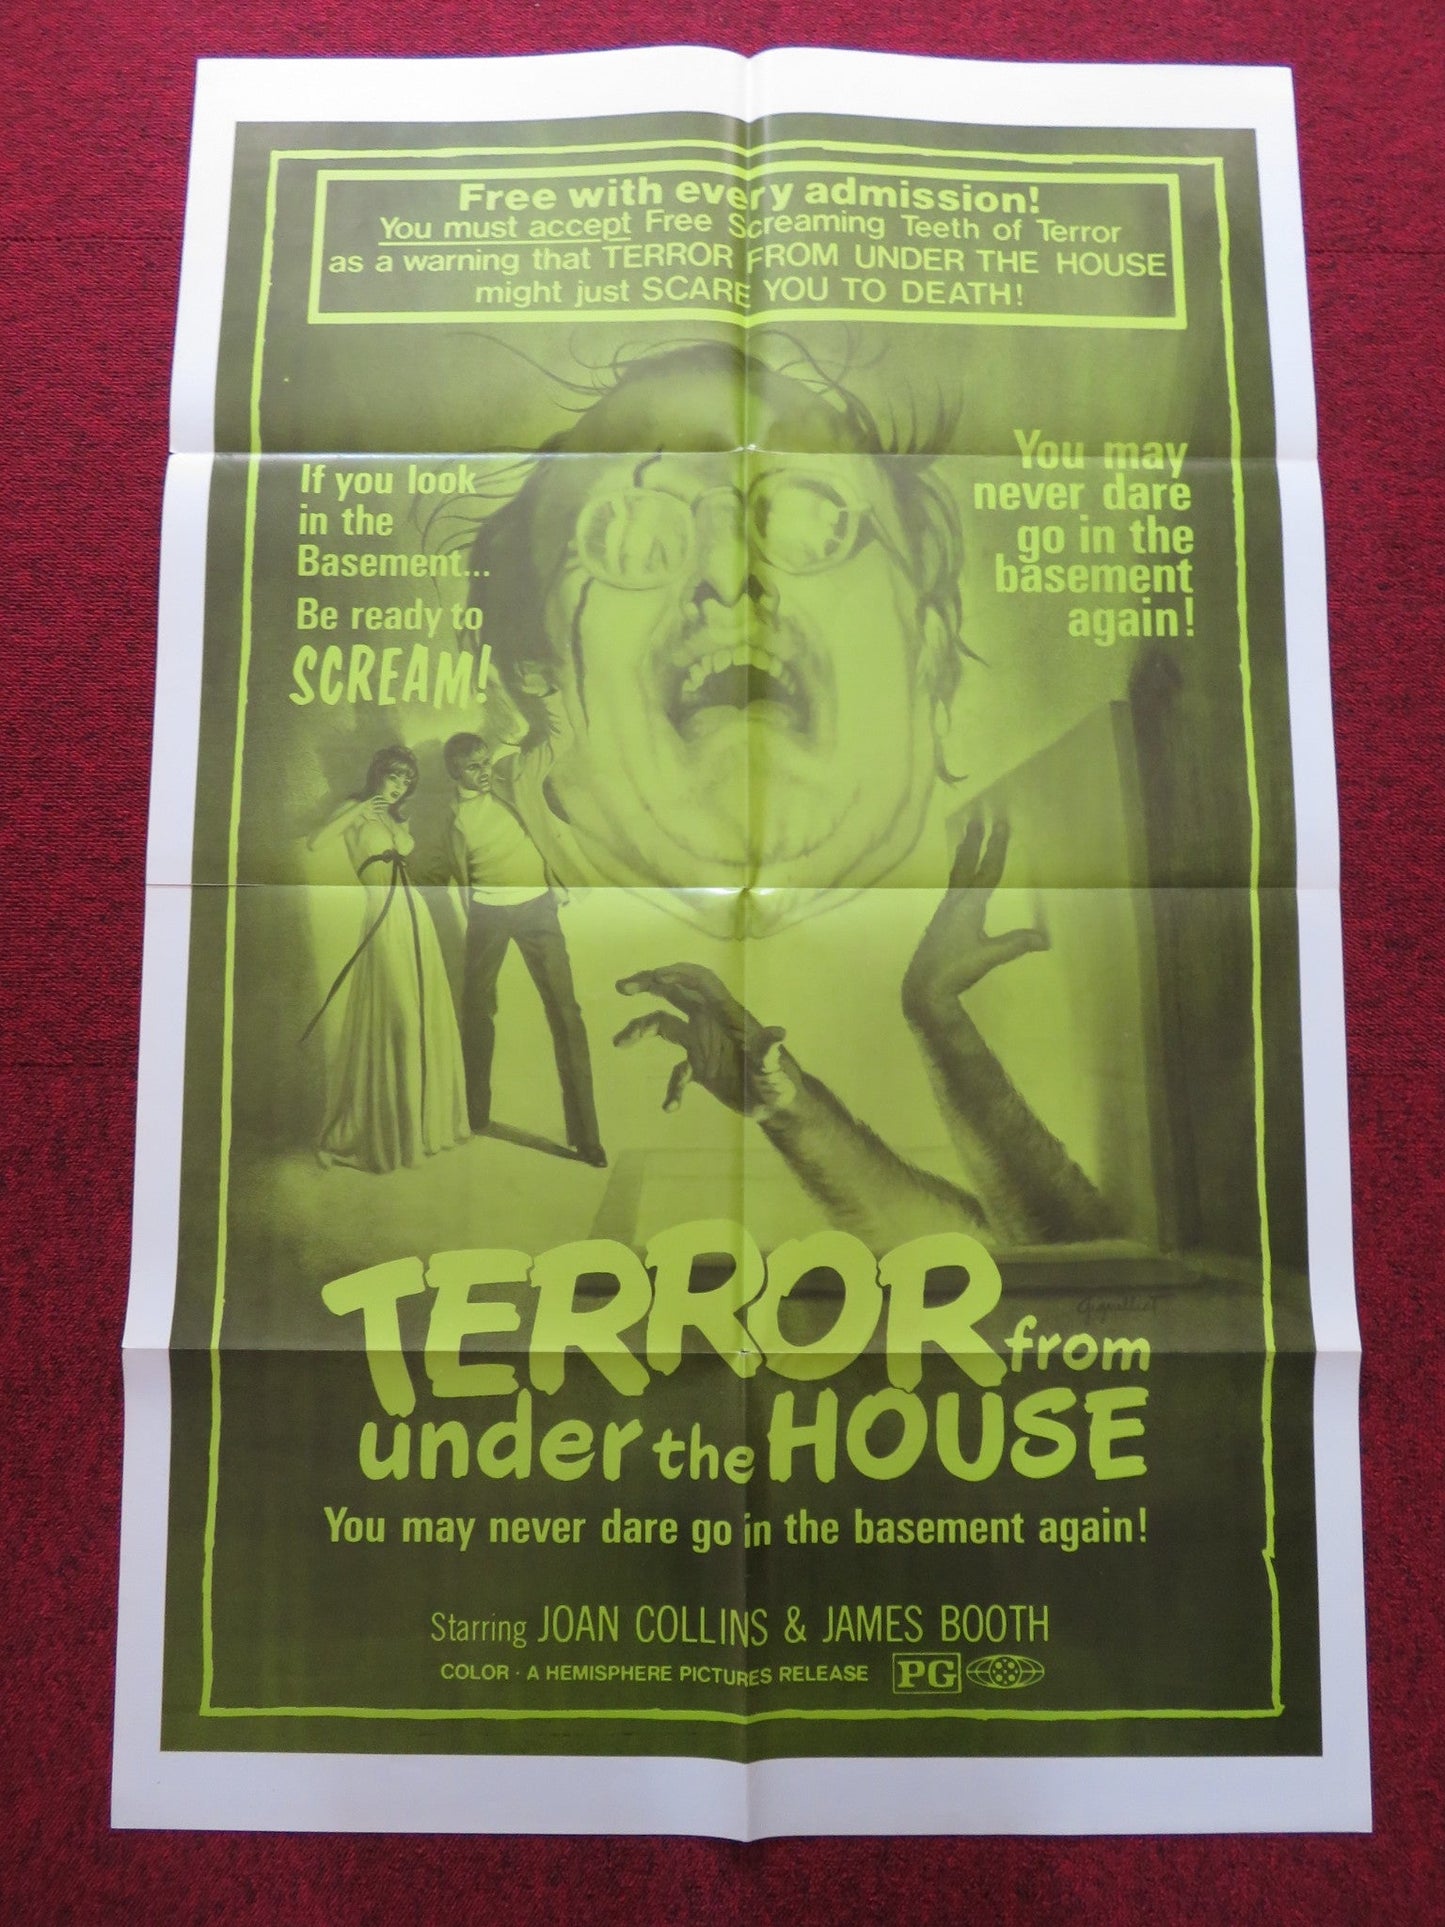 Free with every admission!
You must accept Free Screaming Teeth of Terror
as a warning that TERROR FROM UNDER THE HOUSE
might just SCARE YOU TO DEATH!
If you look
in the
Basement...
Be ready to
SCREAM!
You may
never dare
go in the
basement
again!
TERROR from
under the HOUSE
You may never dare go in the basement again!
Starring JOAN COLLINS & JAMES BOOTH
COLOR · A HEMISPHERE PICTURES RELEASE PG